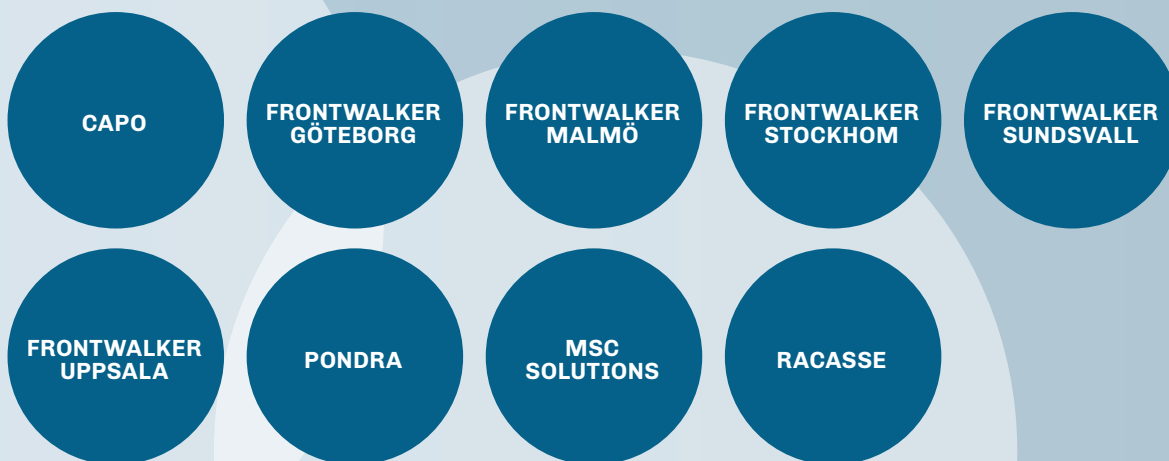 CAPO
FRONTWALKER
GÖTEBORG
FRONTWALKER
MALMÖ
FRONTWALKER
STOCKHOM
FRONTWALKER
SUNDSVALL
FRONTWALKER
UPPSALA
PONDRA
MSC
SOLUTIONS
RACASSE